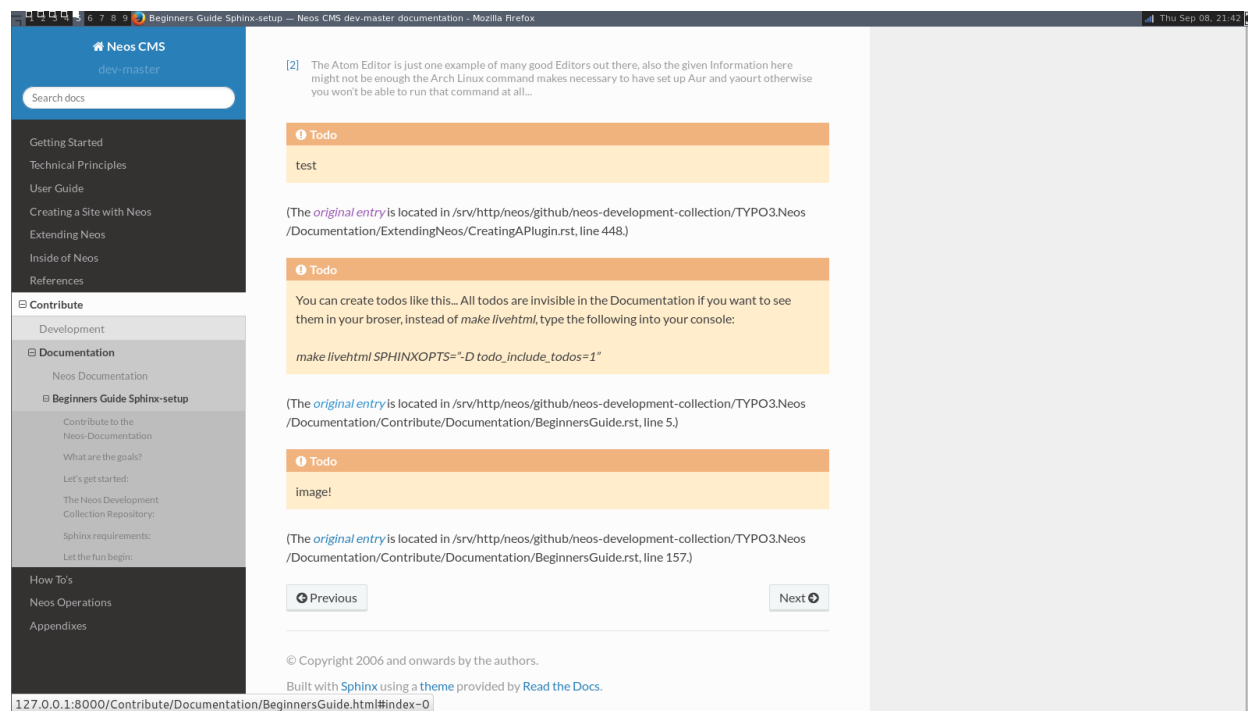 1 2 3 4 5 6 7 8 9 Beginners Guide Sphinx-setup — Neos CMS dev-master documentation - Mozilla Firefox
Thu Sep 08, 21:42
Neos CMS
dev-master
Search docs
Getting Started
Technical Principles
User Guide
Creating a Site with Neos
Extending Neos
Inside of Neos
References
Contribute
Development
Documentation
Neos Documentation
Beginners Guide Sphinx-setup
Contribute to the
Neos-Documentation
What are the goals?
Let's get started:
The Neos Development
Collection Repository:
Sphinx requirements:
Let the fun begin:
How To's
Neos Operations
Appendixes
[2] The Atom Editor is just one example of many good Editors out there, also the given Information here
might not be enough the Arch Linux command makes necessary to have set up Aur and yaourt otherwise
you won't be able to run that command at all...
Todo
test
(The original entry is located in /srv/http/neos/github/neos-development-collection/TYPO3.Neos
/Documentation/ExtendingNeos/CreatingAPlugin.rst, line 448.)
Todo
You can create todos like this... All todos are invisible in the Documentation if you want to see
them in your broser, instead of make livehtml, type the following into your console:
make livehtml SPHINXOPTS="-D todo_include_todos=1"
(The original entry is located in /srv/http/neos/github/neos-development-collection/TYPO3.Neos
/Documentation/Contribute/Documentation/BeginnersGuide.rst, line 5.)
Todo
image!
(The original entry is located in /srv/http/neos/github/neos-development-collection/TYPO3.Neos
/Documentation/Contribute/Documentation/BeginnersGuide.rst, line 157.)
Previous
Next
© Copyright 2006 and onwards by the authors.
Built with Sphinx using a theme provided by Read the Docs.
127.0.0.1:8000/Contribute/Documentation/BeginnersGuide.html#index-0